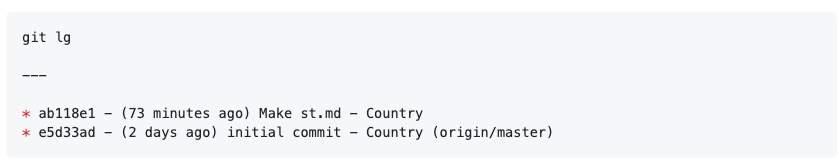 git lg
---
* ab118e1 - (73 minutes ago) Make st.md - Country
* e5d33ad - (2 days ago) initial commit - Country (origin/master)